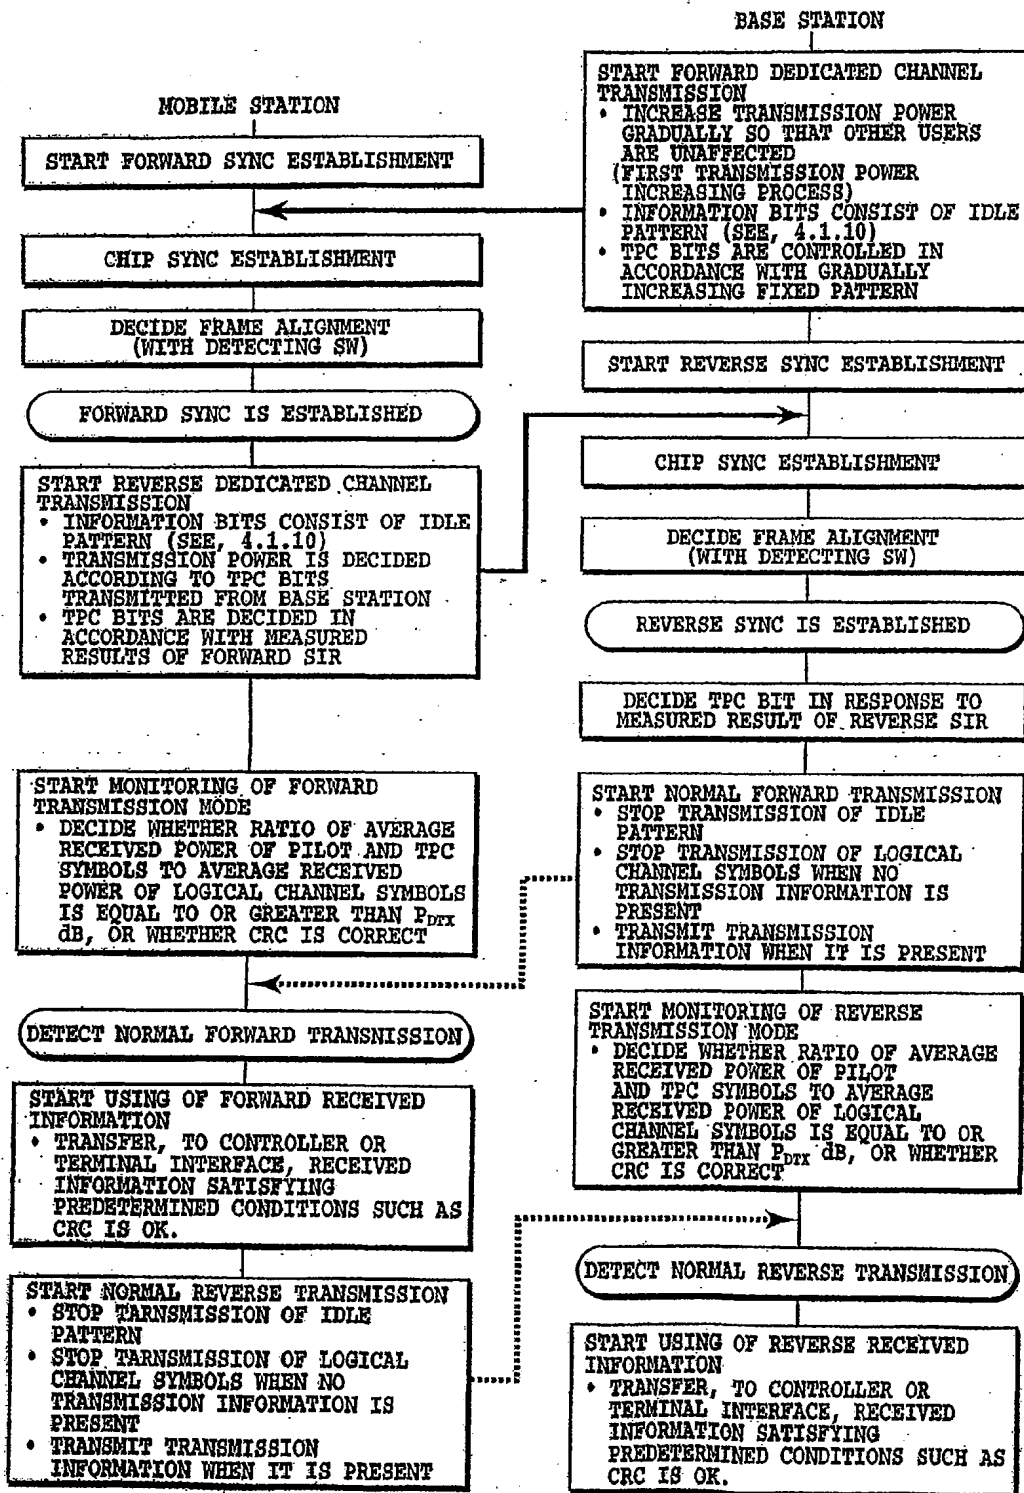 MOBILE STATION
START FORWARD SYNC ESTABLISHMENT
CHIP SYNC ESTABLISHMENT
DECIDE FRAME ALIGNMENT
(WITH DETECTING SW)
FORWARD SYNC IS ESTABLISHED
START REVERSE DEDICATED CHANNEL
TRANSMISSION
• INFORMATION BITS CONSIST OF IDLE
PATTERN (SEE, 4.1.10)
• TRANSMISSION POWER IS DECIDED
ACCORDING TO TPC BITS
TRANSMITTED FROM BASE STATION
• TPC BITS ARE DECIDED IN
ACCORDANCE WITH MEASURED
RESULTS OF FORWARD SIR
START MONITORING OF FORWARD
TRANSMISSION MODE
• DECIDE WHETHER RATIO OF AVERAGE
RECEIVED POWER OF PILOT AND TPC
SYMBOLS TO AVERAGE RECEIVED
POWER OF LOGICAL CHANNEL SYMBOLS
IS EQUAL TO OR GREATER THAN PDTX
dB, OR WHETHER CRC IS CORRECT
DETECT NORMAL FORWARD TRANSNISSION
START USING OF FORWARD RECEIVED
INFORMATION
• TRANSFER, TO CONTROLLER OR
TERMINAL INTERFACE, RECEIVED
INFORMATION SATISFYING
PREDETERMINED CONDITIONS SUCH AS
CRC IS OK.
START NORMAL REVERSE TRANSMISSION
• STOP TARNSMISSION OF IDLE
PATTERN
• STOP TARNSMISSION OF LOGICAL
CHANNEL SYMBOLS WHEN NO
TRANSMISSION INFORMATION IS
PRESENT
• TRANSMIT TRANSMISSION
INFORMATION WHEN IT IS PRESENT
BASE STATION
START FORWARD DEDICATED CHANNEL
TRANSMISSION
• INCREASE TRANSMISSION POWER
GRADUALLY SO THAT OTHER USERS
ARE UNAFFECTED
(FIRST TRANSMISSION POWER
INCREASING PROCESS)
• INFORMATION BITS CONSIST OF IDLE
PATTERN (SEE, 4.1.10)
• TPC BITS ARE CONTROLLED IN
ACCORDANCE WITH GRADUALLY
INCREASING FIXED PATTERN
START REVERSE SYNC ESTABLISHMENT
CHIP SYNC ESTABLISHMENT
DECIDE FRAME ALIGNMENT
(WITH DETECTING SW)
REVERSE SYNC IS ESTABLISHED
DECIDE TPC BIT IN RESPONSE TO
MEASURED RESULT OF REVERSE SIR
START NORMAL FORWARD TRANSMISSION
• STOP TRANSMISSION OF IDLE
PATTERN
• STOP TRANSMISSION OF LOGICAL
CHANNEL SYMBOLS WHEN NO
TRANSMISSION INFORMATION IS
PRESENT
• TRANSMIT TRANSMISSION
INFORMATION WHEN IT IS PRESENT
START MONITORING OF REVERSE
TRANSMISSION MODE
• DECIDE WHETHER RATIO OF AVERAGE
RECEIVED POWER OF PILOT
AND TPC SYMBOLS TO AVERAGE
RECEIVED POWER OF LOGICAL
CHANNEL SYMBOLS IS EQUAL TO OR
GREATER THAN PDTX dB, OR WHETHER
CRC IS CORRECT
DETECT NORMAL REVERSE TRANSMISSION
START USING OF REVERSE RECEIVED
INFORMATION
• TRANSFER, TO CONTROLLER OR
TERMINAL INTERFACE, RECEIVED
INFORMATION SATISFYING
PREDETERMINED CONDITIONS SUCH AS
CRC IS OK.